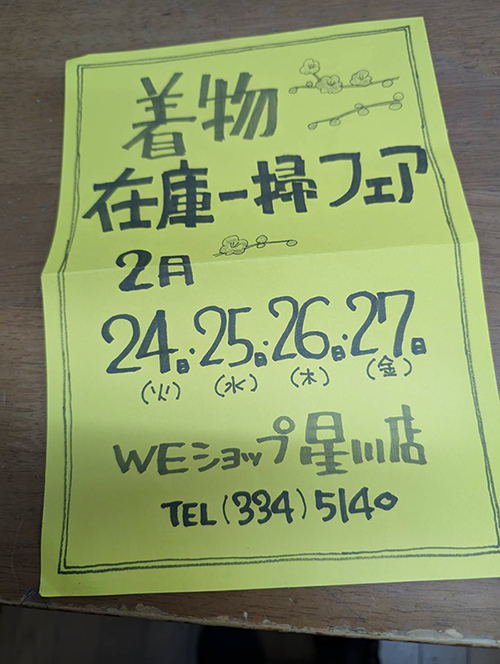 着物
在庫一掃フェア
2月
24日・25日・26日・27日
(火) (水) (木) (金)
WEショップ星川店
TEL(334)5140